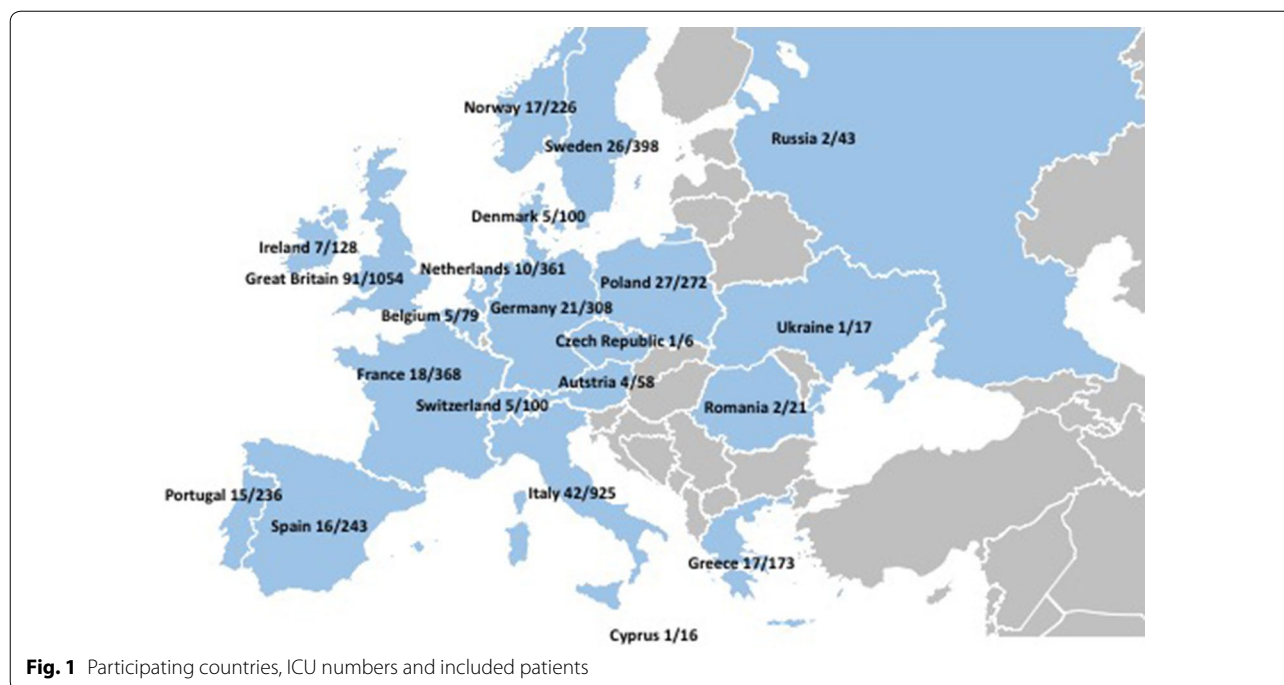 Norway 17/226
Sweden 26/398
Russia 2/43
Denmark 5/100
Ireland 7/128
Great Britain 91/1054
Netherlands 10/361
Poland 27/272
Germany 21/308
Belgium 5/79
Ukraine 1/17
Czech Republic 1/6
France 18/368
Autstria 4/58
Switzerland 5/100
Romania 2/21
Portugal 15/236
Italy 42/925
Spain 16/243
Greece 17/173
Cyprus 1/16
Fig. 1 Participating countries, ICU numbers and included patients